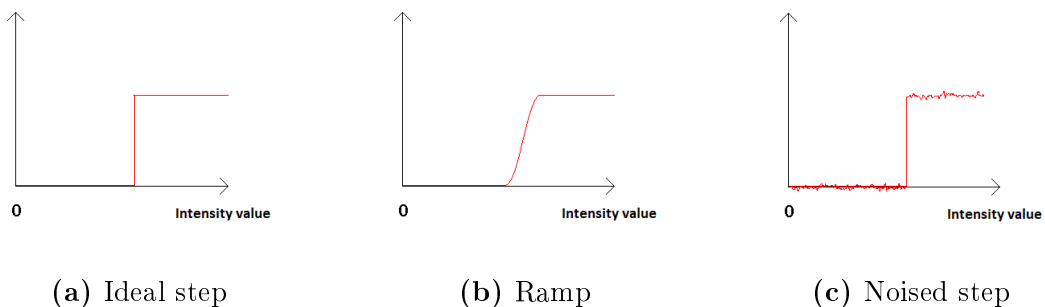 0 Intensity value 0 Intensity value 0 Intensity value
(a) Ideal step (b) Ramp (c) Noised step